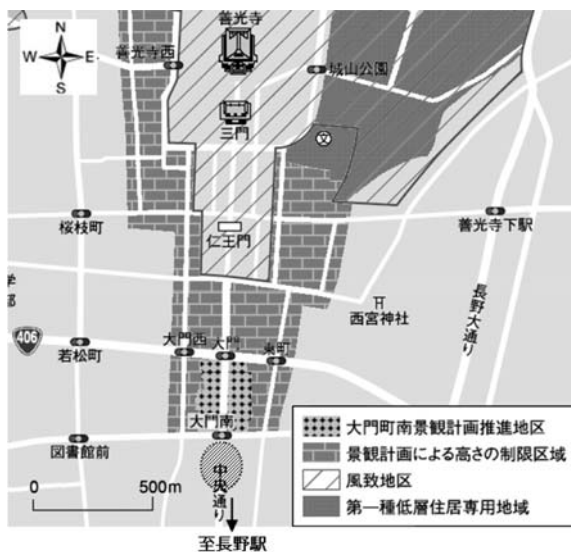 N
W E
S
善光寺
善光寺西
城山公園
三門
桜枝町
仁王門
善光寺下駅
西宮神社
長野大通り
406
大門西
大門
東町
若松町
大門南
図書館前
中央通り
0 500m
至長野駅
大門町南景観計画推進地区
景観計画による高さの制限区域
風致地区
第一種低層住居専用地域